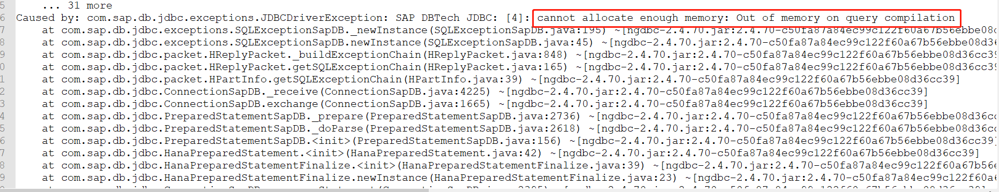 5 ... 31 more
6 Caused by: com.sap.db.jdbc.exceptions.JDBCDriverException: SAP DBTech JDBC: [4]: cannot allocate enough memory: Out of memory on query compilation
7 at com.sap.db.jdbc.exceptions.SQLExceptionSapDB._newInstance(SQLExceptionSapDB.java:195) ~[ngdbc-2.4.70.jar:2.4.70-c50fa87a84ec99c122f60a67b56ebbe08d
8 at com.sap.db.jdbc.exceptions.SQLExceptionSapDB.newInstance(SQLExceptionSapDB.java:45) ~[ngdbc-2.4.70.jar:2.4.70-c50fa87a84ec99c122f60a67b56ebbe08d3
9 at com.sap.db.jdbc.packet.HReplyPacket._buildExceptionChain(HReplyPacket.java:848) ~[ngdbc-2.4.70.jar:2.4.70-c50fa87a84ec99c122f60a67b56ebbe08d36cc39
0 at com.sap.db.jdbc.packet.HReplyPacket.getSQLExceptionChain(HReplyPacket.java:165) ~[ngdbc-2.4.70.jar:2.4.70-c50fa87a84ec99c122f60a67b56ebbe08d36cc39
1 at com.sap.db.jdbc.packet.HPartInfo.getSQLExceptionChain(HPartInfo.java:39) ~[ngdbc-2.4.70.jar:2.4.70-c50fa87a84ec99c122f60a67b56ebbe08d36cc39]
2 at com.sap.db.jdbc.ConnectionSapDB._receive(ConnectionSapDB.java:4225) ~[ngdbc-2.4.70.jar:2.4.70-c50fa87a84ec99c122f60a67b56ebbe08d36cc39]
3 at com.sap.db.jdbc.ConnectionSapDB.exchange(ConnectionSapDB.java:1665) ~[ngdbc-2.4.70.jar:2.4.70-c50fa87a84ec99c122f60a67b56ebbe08d36cc39]
4 at com.sap.db.jdbc.PreparedStatementSapDB._prepare(PreparedStatementSapDB.java:2736) ~[ngdbc-2.4.70.jar:2.4.70-c50fa87a84ec99c122f60a67b56ebbe08d36cc
5 at com.sap.db.jdbc.PreparedStatementSapDB._doParse(PreparedStatementSapDB.java:2618) ~[ngdbc-2.4.70.jar:2.4.70-c50fa87a84ec99c122f60a67b56ebbe08d36cc
6 at com.sap.db.jdbc.PreparedStatementSapDB.<init>(PreparedStatementSapDB.java:156) ~[ngdbc-2.4.70.jar:2.4.70-c50fa87a84ec99c122f60a67b56ebbe08d36cc39]
7 at com.sap.db.jdbc.HanaPreparedStatement.<init>(HanaPreparedStatement.java:42) ~[ngdbc-2.4.70.jar:2.4.70-c50fa87a84ec99c122f60a67b56ebbe08d36cc39]
8 at com.sap.db.jdbc.HanaPreparedStatementFinalize.<init>(HanaPreparedStatementFinalize.java:39) ~[ngdbc-2.4.70.jar:2.4.70-c50fa87a84ec99c122f60a67b56e
9 at com.sap.db.jdbc.HanaPreparedStatementFinalize.newInstance(HanaPreparedStatementFinalize.java:23) ~[ngdbc-2.4.70.jar:2.4.70-c50fa87a84ec99c122f60a